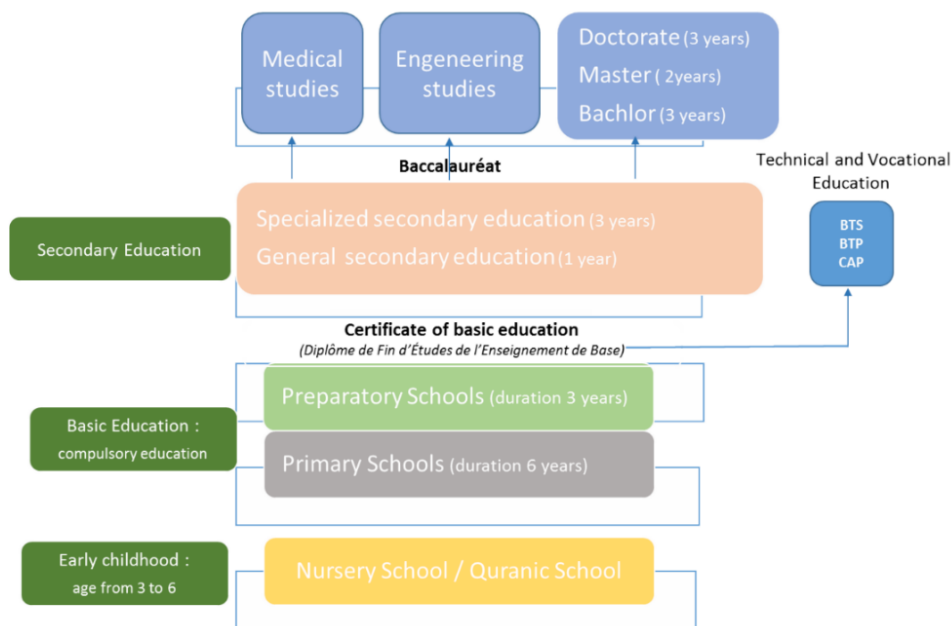 Medical
studies
Engeneering
studies
Doctorate (3 years)
Master ( 2years)
Bachlor (3 years)
Baccalauréat
Technical and Vocational
Education
BTS
BTP
CAP
Secondary Education
Specialized secondary education (3 years)
General secondary education (1 year)
Certificate of basic education
(Diplôme de Fin d'Études de l'Enseignement de Base)
Basic Education :
compulsory education
Preparatory Schools (duration 3 years)
Primary Schools (duration 6 years)
Early childhood :
age from 3 to 6
Nursery School / Quranic School